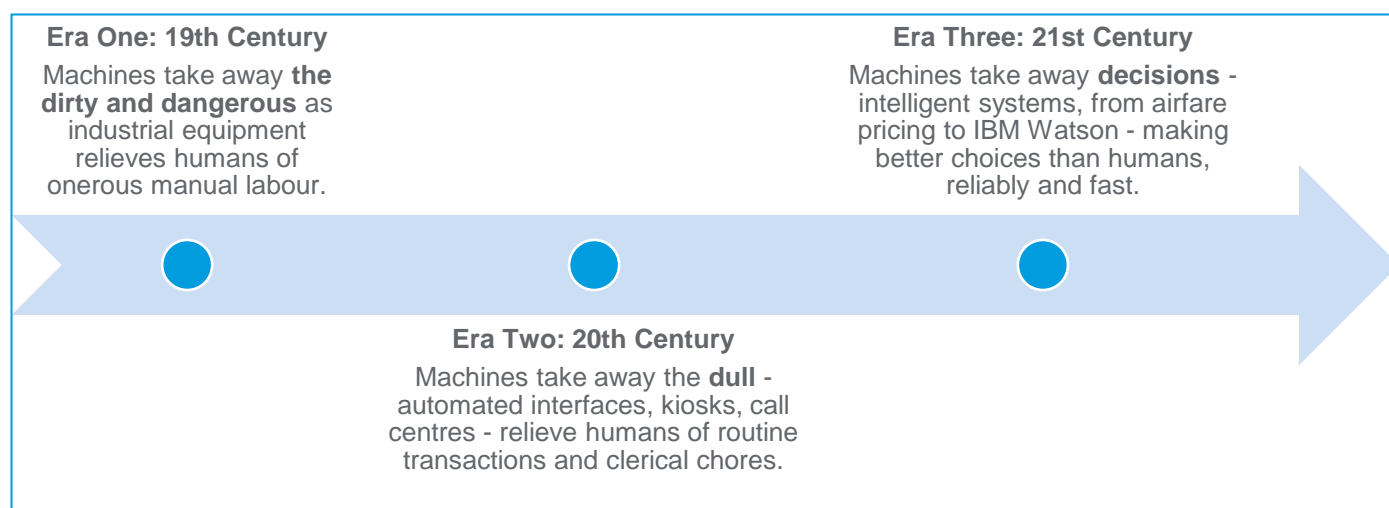 Era One: 19th Century
Machines take away the
dirty and dangerous as
industrial equipment
relieves humans of
onerous manual labour.
Era Two: 20th Century
Machines take away the dull -
automated interfaces, kiosks, call
centres - relieve humans of routine
transactions and clerical chores.
Era Three: 21st Century
Machines take away decisions -
intelligent systems, from airfare
pricing to IBM Watson - making
better choices than humans,
reliably and fast.